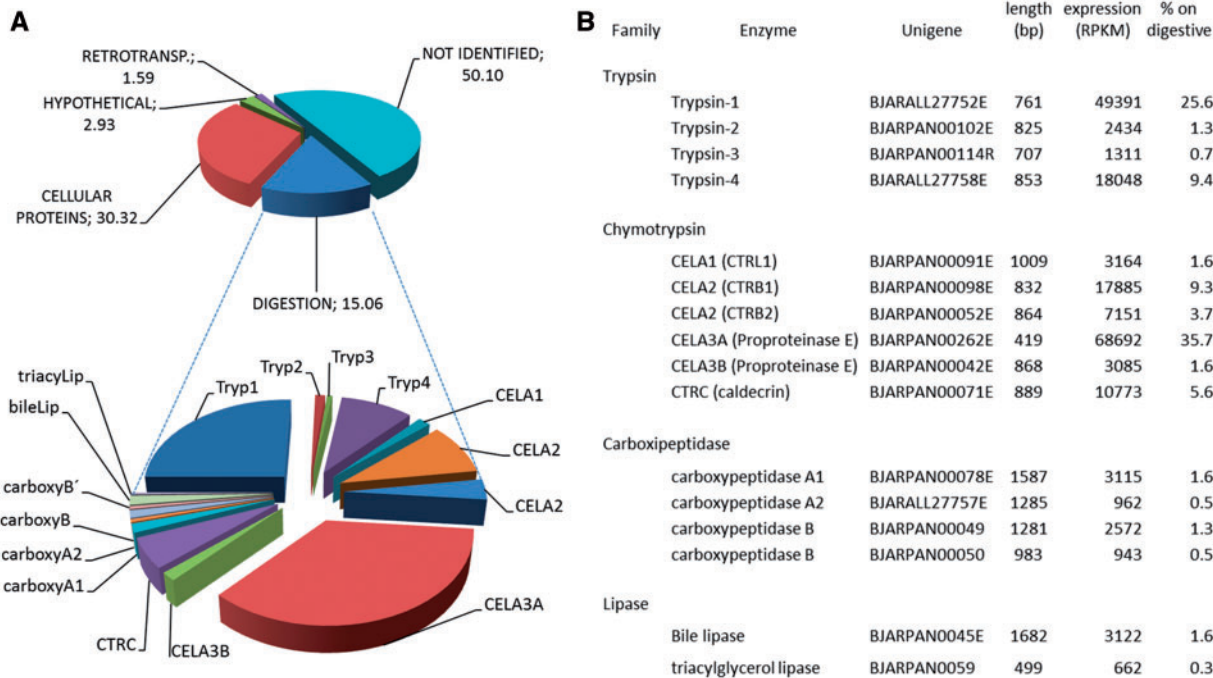 A
RETROTRANSP.;
1.59
HYPOTHETICAL;
2.93
NOT IDENTIFIED;
50.10
CELLULAR
PROTEINS; 30.32
DIGESTION; 15.06
triacyLip
bileLip
carboxyB´
carboxyB
carboxyA2
carboxyA1
CTRC
CELA3B
Tryp1
Tryp2
Tryp3
Tryp4
CELA1
CELA2
CELA2
CELA3A
B
Family Enzyme Unigene length (bp) expression (RPKM) % on digestive
Trypsin
Trypsin-1 BJARALL27752E 761 49391 25.6
Trypsin-2 BJARPAN00102E 825 2434 1.3
Trypsin-3 BJARPAN00114R 707 1311 0.7
Trypsin-4 BJARALL27758E 853 18048 9.4
Chymotrypsin
CELA1 (CTRL1) BJARPAN00091E 1009 3164 1.6
CELA2 (CTRB1) BJARPAN00098E 832 17885 9.3
CELA2 (CTRB2) BJARPAN00052E 864 7151 3.7
CELA3A (Proproteinase E) BJARPAN00262E 419 68692 35.7
CELA3B (Proproteinase E) BJARPAN00042E 868 3085 1.6
CTRC (caldecrin) BJARPAN00071E 889 10773 5.6
Carboxipeptidase
carboxypeptidase A1 BJARPAN00078E 1587 3115 1.6
carboxypeptidase A2 BJARALL27757E 1285 962 0.5
carboxypeptidase B BJARPAN00049 1281 2572 1.3
carboxypeptidase B BJARPAN00050 983 943 0.5
Lipase
Bile lipase BJARPAN0045E 1682 3122 1.6
triacylglycerol lipase BJARPAN0059 499 662 0.3